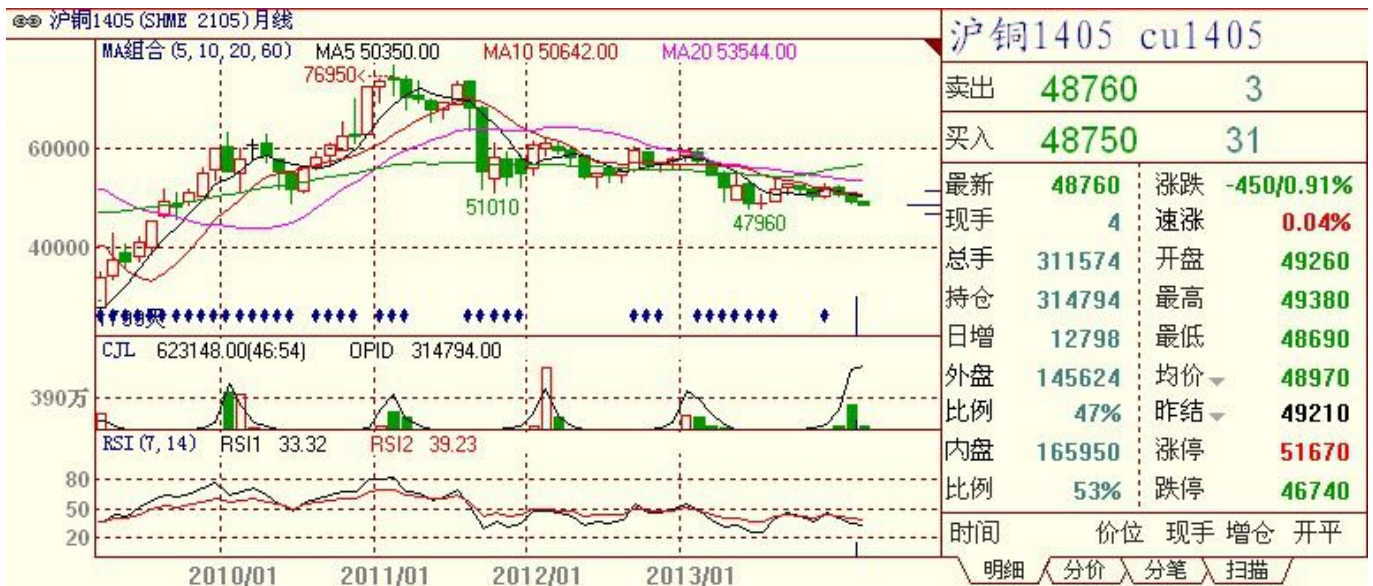 沪铜1405(SHME 2105)月线
MA组合(5,10,20,60) MA5 50350.00 MA10 50642.00 MA20 53544.00
76950
60000
51010
47960
40000
CJL 623148.00(46:54) OPID 314794.00
390万
RSI(7,14) RSI1 33.32 RSI2 39.23
80
50
20
2010/01 2011/01 2012/01 2013/01
沪铜1405 cu1405
卖出 48760 3
买入 48750 31
最新 48760 涨跌 -450/0.91%
现手 4 速涨 0.04%
总手 311574 开盘 49260
持仓 314794 最高 49380
日增 12798 最低 48690
外盘 145624 均价 48970
比例 47% 昨结 49210
内盘 165950 涨停 51670
比例 53% 跌停 46740
时间 价位 现手 增仓 开平
明细 分价 分笔 扫描